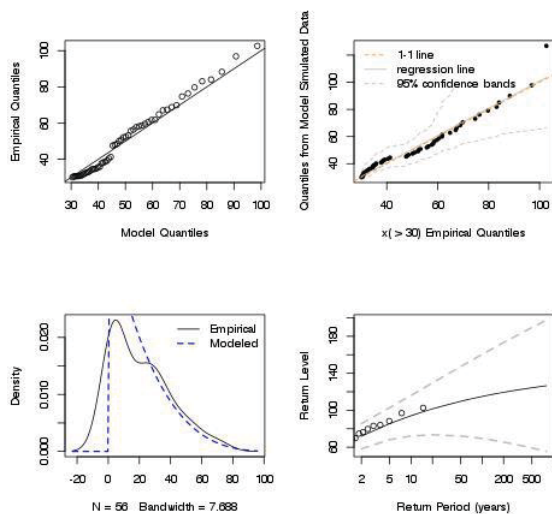 Empirical Quantiles
40 60 80 100
30 40 50 60 70 80 90 100
Model Quantiles
Quantiles from Model Simulated Data
40 60 80 100 120
1-1 line
regression line
95% confidence bands
40 60 80 100
x( > 30) Empirical Quantiles
Density
0.000 0.010 0.020
Empirical
Modeled
-20 0 20 40 60 80 100
N = 56 Bandwidth = 7.688
Return Level
60 100 150 200
2 5 10 50 200 500
Return Period (years)